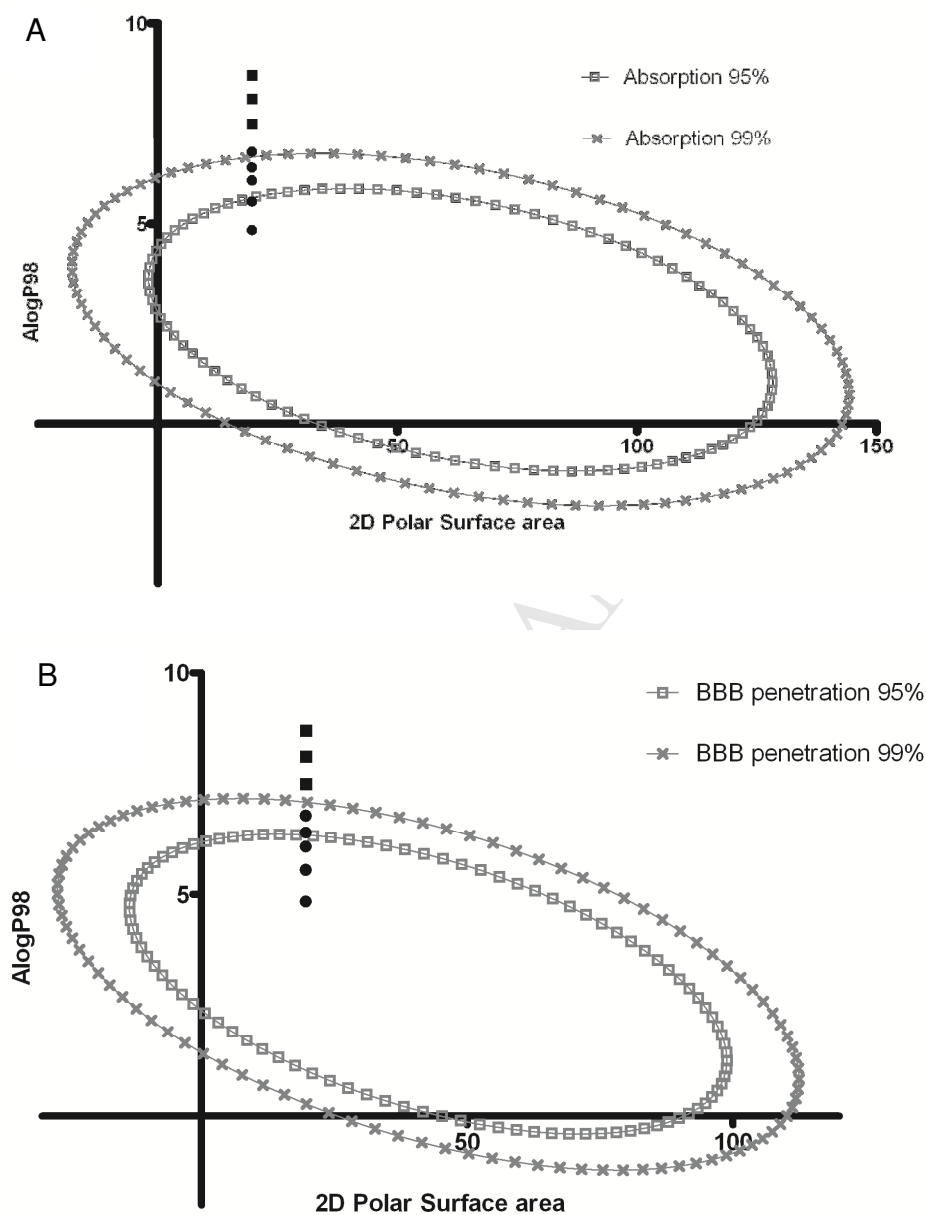 A
10
Absorption 95%
Absorption 99%
5
AlogP98
50
100
150
2D Polar Surface area
B
10
BBB penetration 95%
BBB penetration 99%
5
AlogP98
50
100
2D Polar Surface area